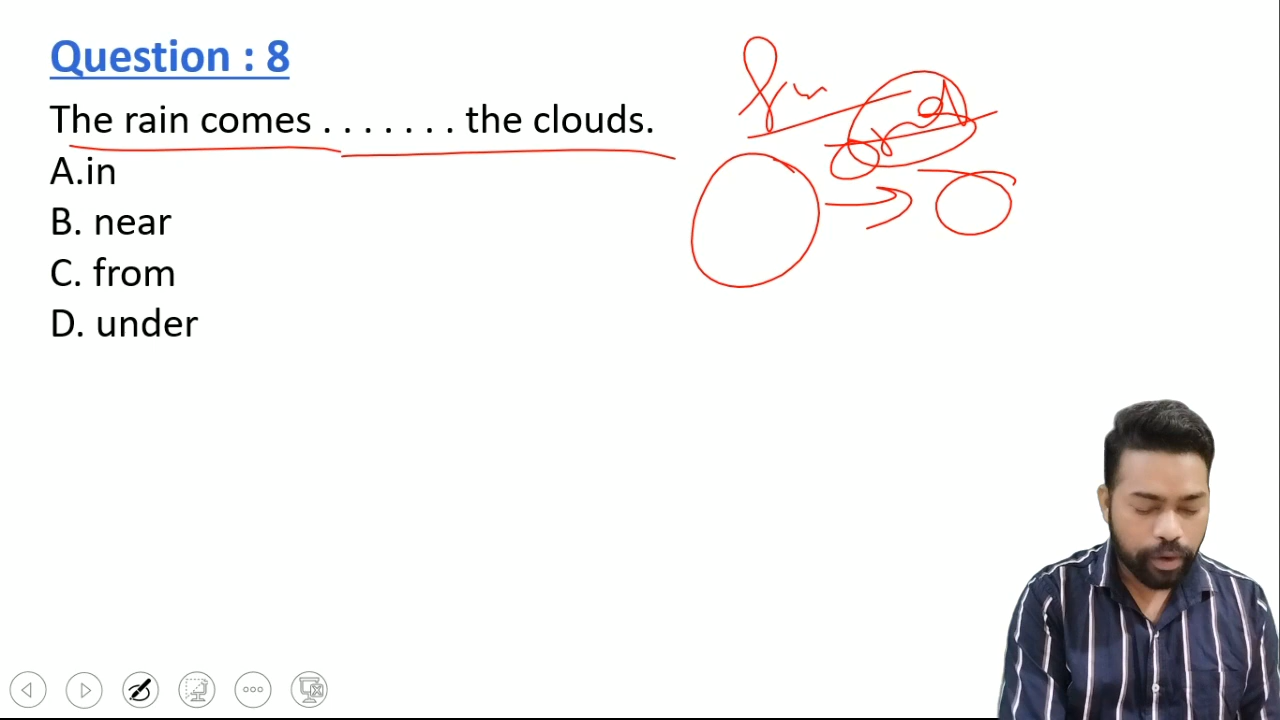 Question : 8
The rain comes . . . . . . . the clouds.
A.in
B. near
C. from
D. under